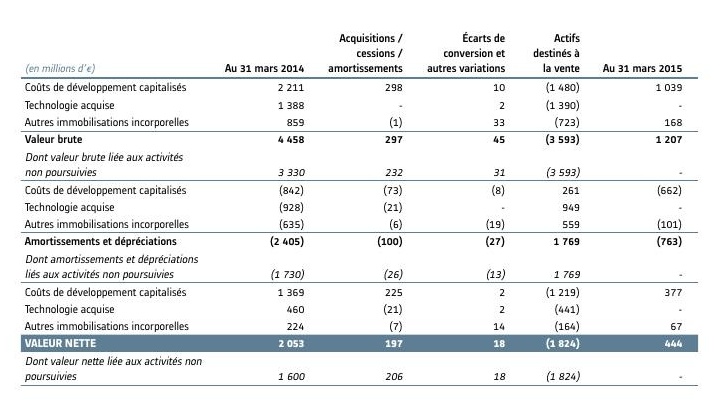 (en millions d'€) Au 31 mars 2014 Acquisitions / cessions / amortissements Écarts de conversion et autres variations Actifs destinés à la vente Au 31 mars 2015
Coûts de développement capitalisés 2 211 298 10 (1 480) 1 039
Technologie acquise 1 388 - 2 (1 390) -
Autres immobilisations incorporelles 859 (1) 33 (723) 168
Valeur brute 4 458 297 45 (3 593) 1 207
Dont valeur brute liée aux activités
non poursuivies 3 330 232 31 (3 593) -
Coûts de développement capitalisés (842) (73) (8) 261 (662)
Technologie acquise (928) (21) - 949 -
Autres immobilisations incorporelles (635) (6) (19) 559 (101)
Amortissements et dépréciations (2 405) (100) (27) 1 769 (763)
Dont amortissements et dépréciations
liés aux activités non poursuivies (1 730) (26) (13) 1 769 -
Coûts de développement capitalisés 1 369 225 2 (1 219) 377
Technologie acquise 460 (21) 2 (441) -
Autres immobilisations incorporelles 224 (7) 14 (164) 67
VALEUR NETTE 2 053 197 18 (1 824) 444
Dont valeur nette liée aux activités non
poursuivies 1 600 206 18 (1 824) -